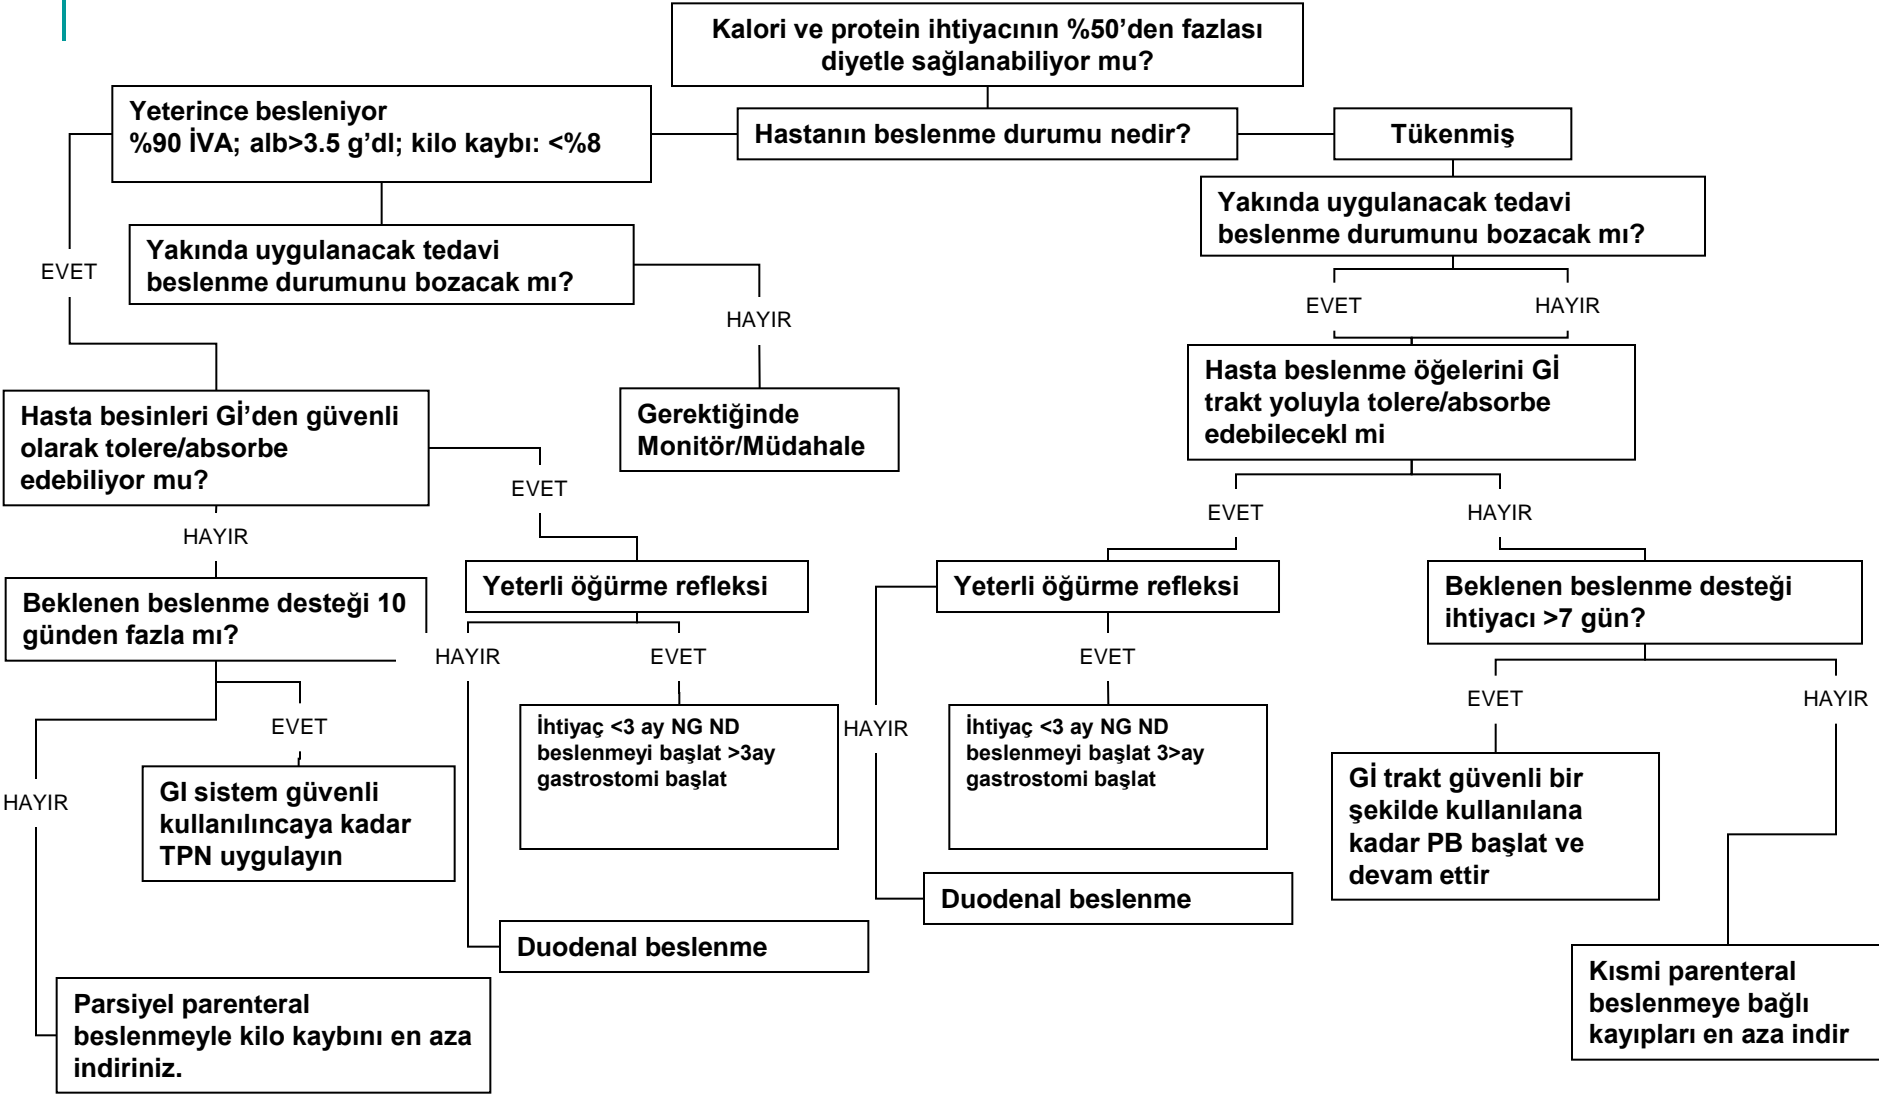 Kalori ve protein ihtiyacının %50’den fazlası
diyetle sağlanabiliyor mu?
Yeterince besleniyor
%90 İVA; alb>3.5 g’dl; kilo kaybı: <%8
Hastanın beslenme durumu nedir?
Tükenmiş
Yakında uygulanacak tedavi
beslenme durumunu bozacak mı?
Yakında uygulanacak tedavi
beslenme durumunu bozacak mı?
EVET
HAYIR
EVET
HAYIR
Hasta besinleri Gİ’den güvenli
olarak tolere/absorbe
edebiliyor mu?
Gerektiğinde
Monitör/Müdahale
Hasta beslenme öğelerini Gİ
trakt yoluyla tolere/absorbe
edebilecekl mi
HAYIR
EVET
EVET
HAYIR
Beklenen beslenme desteği 10
günden fazla mı?
Yeterli öğürme refleksi
Yeterli öğürme refleksi
Beklenen beslenme desteği
ihtiyacı >7 gün?
HAYIR
EVET
EVET
EVET
HAYIR
EVET
HAYIR
HAYIR
GI sistem güvenli
kullanılıncaya kadar
TPN uygulayın
İhtiyaç <3 ay NG ND
beslenmeyi başlat >3ay
gastrostomi başlat
İhtiyaç <3 ay NG ND
beslenmeyi başlat 3>ay
gastrostomi başlat
Gİ trakt güvenli bir
şekilde kullanılana
kadar PB başlat ve
devam ettir
Duodenal beslenme
Duodenal beslenme
Parsiyel parenteral
beslenmeyle kilo kaybını en aza
indiriniz.
Kısmi parenteral
beslenmeye bağlı
kayıpları en aza indir